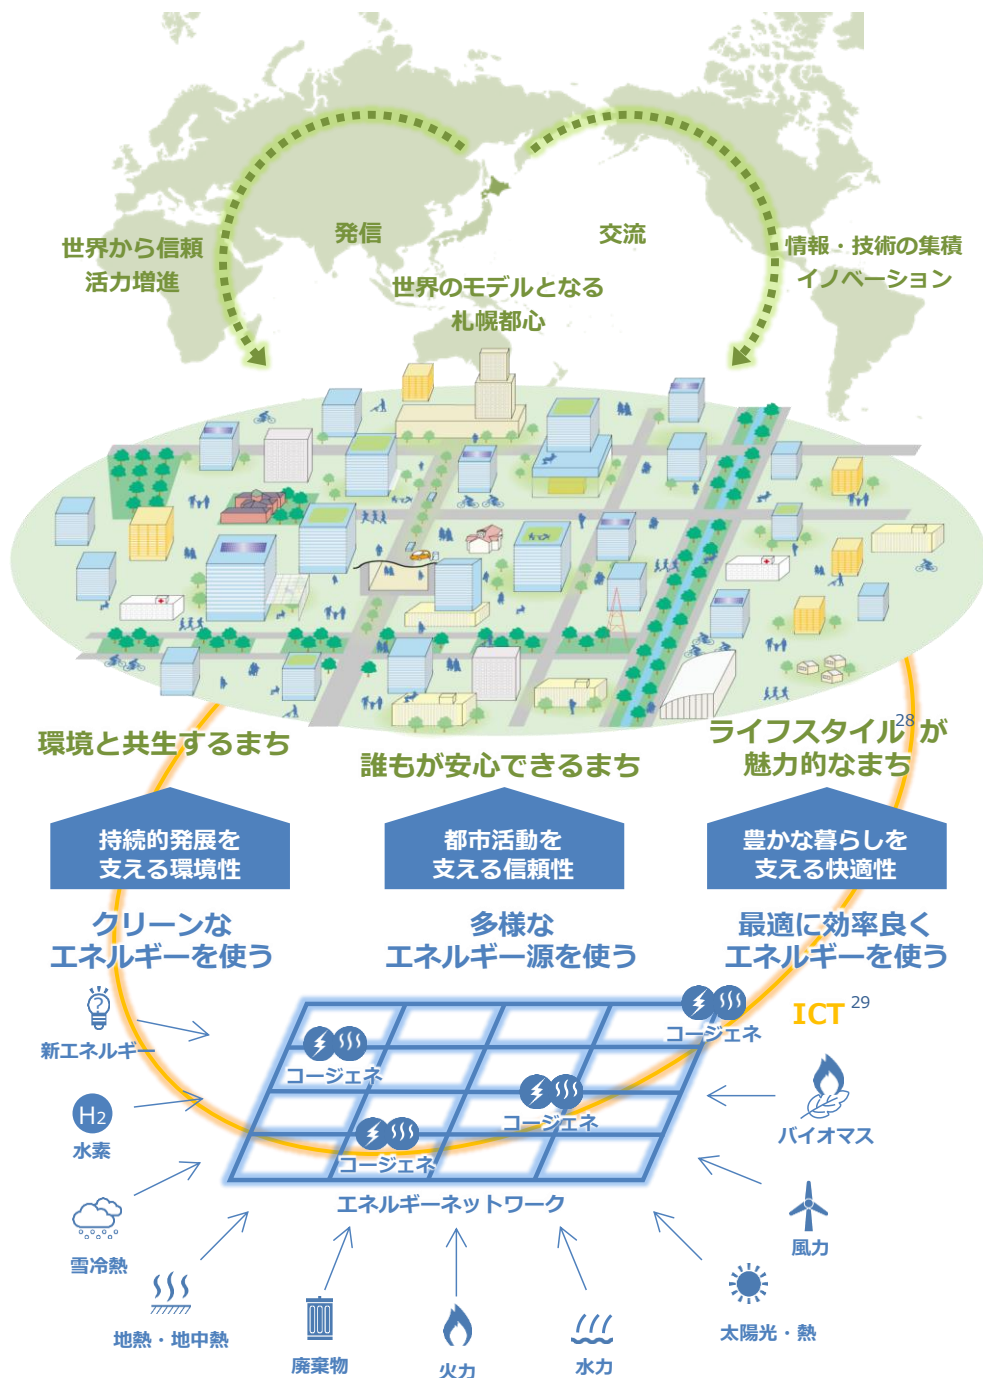 発信
交流
世界から信頼
活力増進
情報・技術の集積
イノベーション
世界のモデルとなる
札幌都心
環境と共生するまち
誰もが安心できるまち
ライフスタイル28が
魅力的なまち
持続的発展を
支える環境性
都市活動を
支える信頼性
豊かな暮らしを
支える快適性
クリーンな
エネルギーを使う
多様な
エネルギー源を使う
最適に効率良く
エネルギーを使う
ICT 29
コージェネ
コージェネ
コージェネ
コージェネ
エネルギーネットワーク
?
新エネルギー
H2
水素
雪冷熱
地熱・地中熱
廃棄物
火力
水力
太陽光・熱
風力
バイオマス